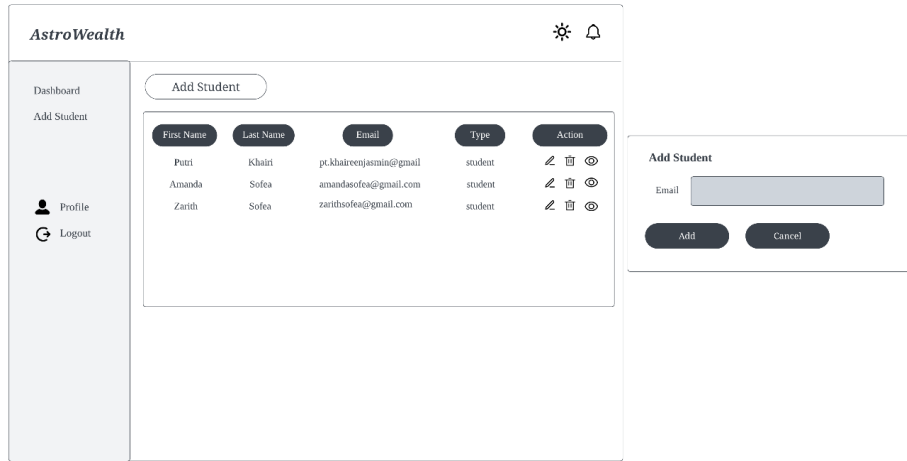 AstroWealth
Dashboard
Add Student
Profile
Logout
Add Student
First Name Last Name Email Type Action
Putri Khairi pt.khaireenjasmin@gmail student
Amanda Sofea amandasofea@gmail.com student
Zarith Sofea zarithsofea@gmail.com student
Add Student
Email
Add Cancel